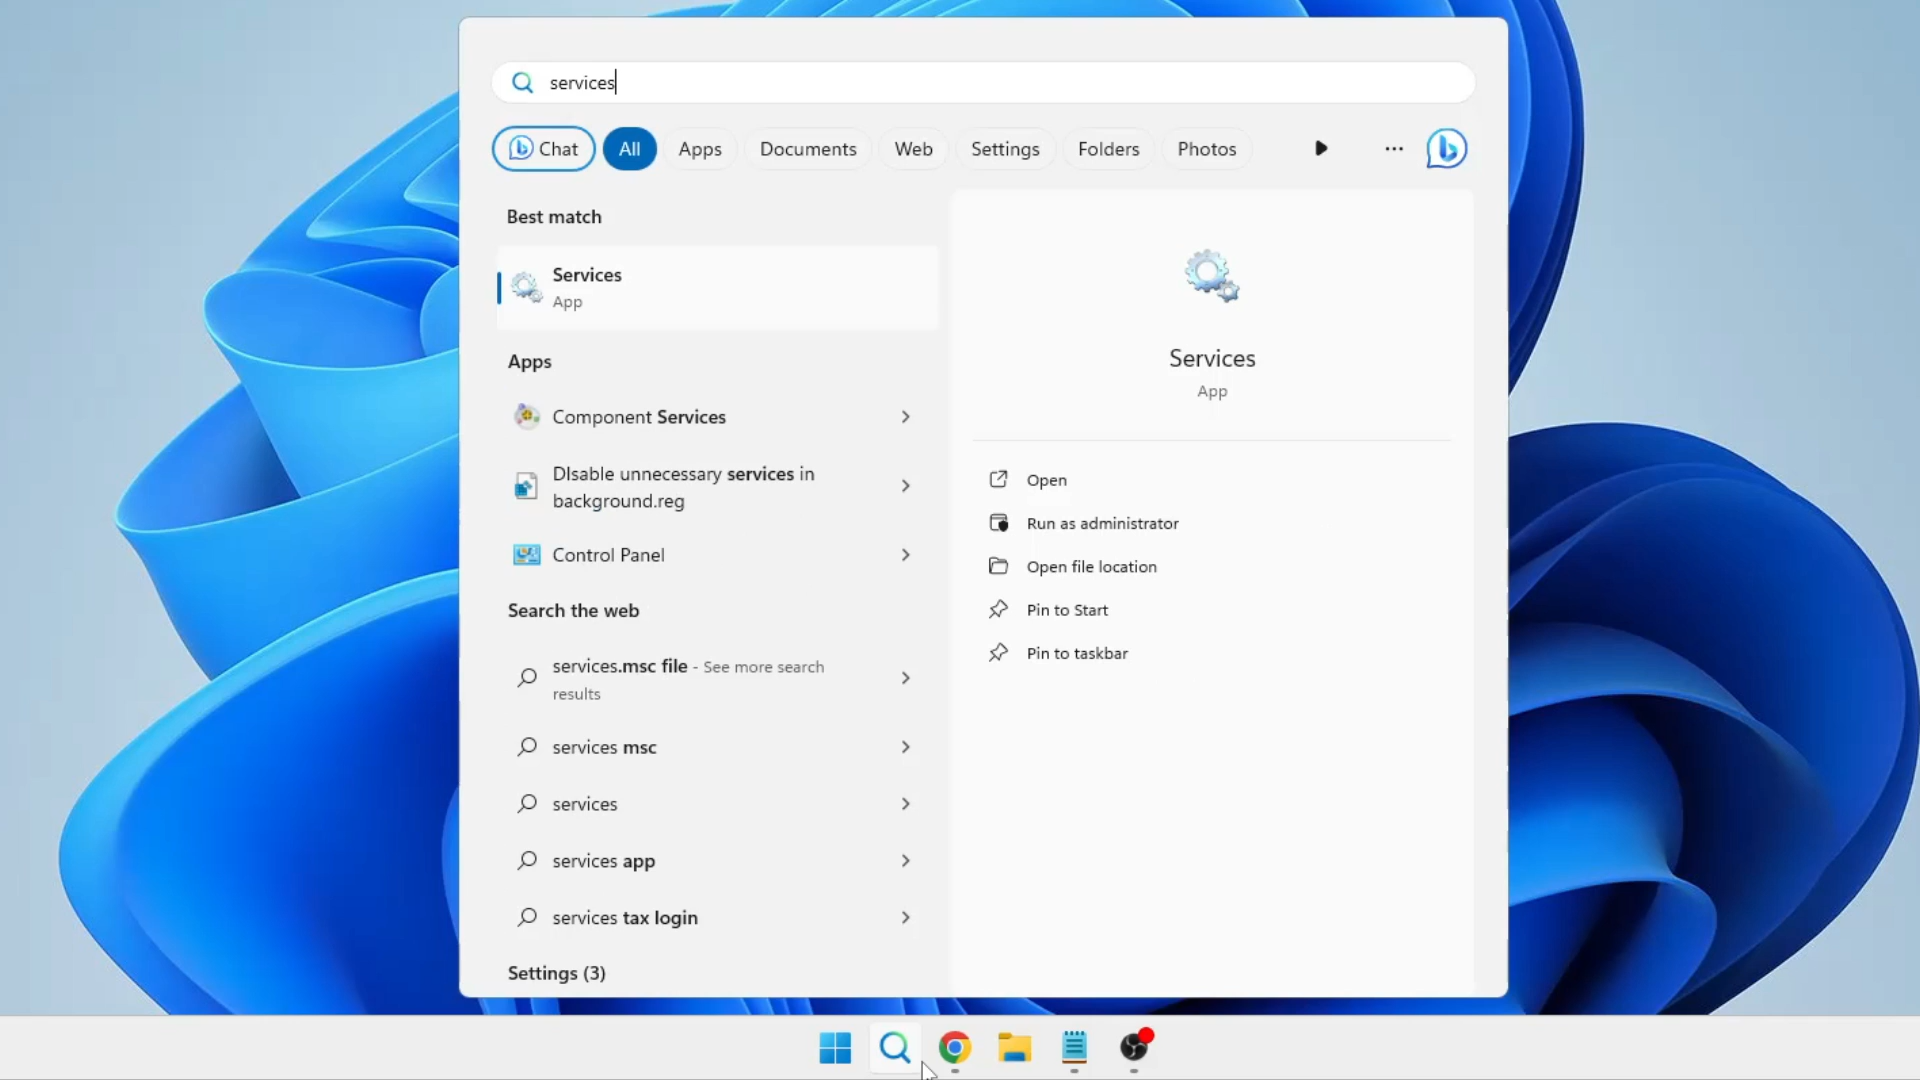 services
Chat All Apps Documents Web Settings Folders Photos
Best match
Services
App
Apps
Component Services
DIsable unnecessary services in
background.reg
Control Panel
Search the web
services.msc file - See more search
results
services msc
services
services app
services tax login
Settings (3)
Services
App
Open
Run as administrator
Open file location
Pin to Start
Pin to taskbar